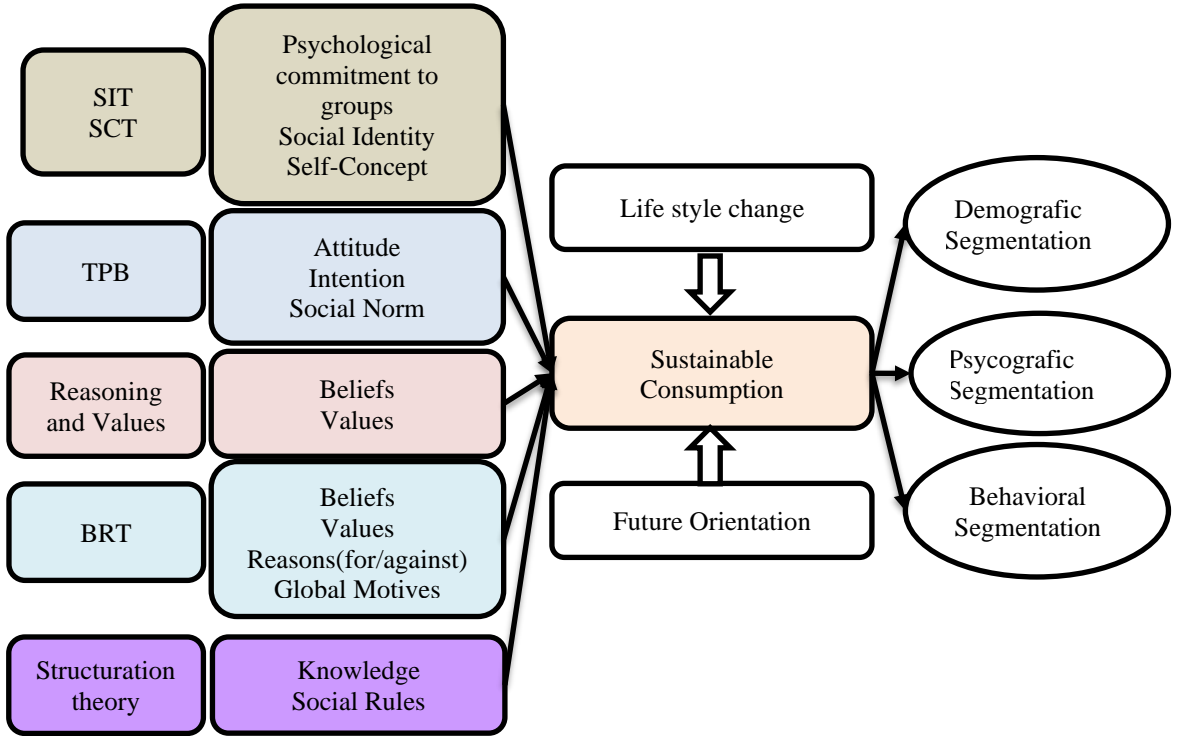 SIT
SCT
Psychological
commitment to
groups
Social Identity
Self-Concept
TPB
Attitude
Intention
Social Norm
Reasoning
and Values
Beliefs
Values
BRT
Beliefs
Values
Reasons(for/against)
Global Motives
Structuration
theory
Knowledge
Social Rules
Life style change
Sustainable
Consumption
Future Orientation
Demografic
Segmentation
Psycografic
Segmentation
Behavioral
Segmentation